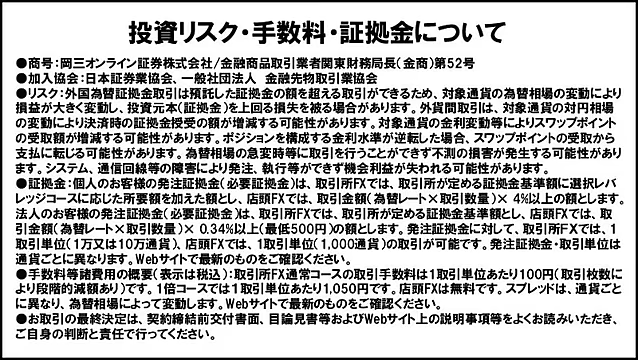 投資リスク・手数料・証拠金について
●商号：岡三オンライン証券株式会社/金融商品取引業者関東財務局長（金商）第52号
●加入協会：日本証券業協会、一般社団法人　金融先物取引業協会
●リスク：外国為替証拠金取引は預託した証拠金の額を超える取引ができるため、対象通貨の為替相場の変動により
損益が大きく変動し、投資元本（証拠金）を上回る損失を被る場合があります。外貨間取引は、対象通貨の対円相場
の変動により決済時の証拠金授受の額が増減する可能性があります。対象通貨の金利変動等によりスワップポイント
の受取額が増減する可能性があります。ポジションを構成する金利水準が逆転した場合、スワップポイントの受取から
支払に転じる可能性があります。為替相場の急変時等に取引を行うことができず不測の損害が発生する可能性があり
ます。システム、通信回線等の障害により発注、執行等ができず機会利益が失われる可能性があります。
●証拠金：個人のお客様の発注証拠金（必要証拠金）は、取引所FXでは、取引所が定める証拠金基準額に選択レバ
レッジコースに応じた所要額を加えた額とし、店頭FXでは、取引金額（為替レート×取引数量）× 4%以上の額とします。
法人のお客様の発注証拠金（必要証拠金）は、取引所FXでは、取引所が定める証拠金基準額とし、店頭FXでは、取
引金額（為替レート×取引数量）× 0.34%以上（最低500円）の額とします。発注証拠金に対して、取引所FXでは、1
取引単位（1万又は10万通貨）、店頭FXでは、1取引単位（1,000通貨）の取引が可能です。発注証拠金・取引単位は
通貨ごとに異なります。Webサイトで最新のものをご確認ください。
●手数料等諸費用の概要（表示は税込）：取引所FX通常コースの取引手数料は1取引単位あたり100円（取引枚数に
より段階的減額あり）です。1倍コースでは1取引単位あたり1,050円です。店頭FXは無料です。スプレッドは、通貨ごと
に異なり、為替相場によって変動します。Webサイトで最新のものをご確認ください。
●お取引の最終決定は、契約締結前交付書面、目論見書等およびWebサイト上の説明事項等をよくお読みいただき、
ご自身の判断と責任で行ってください。